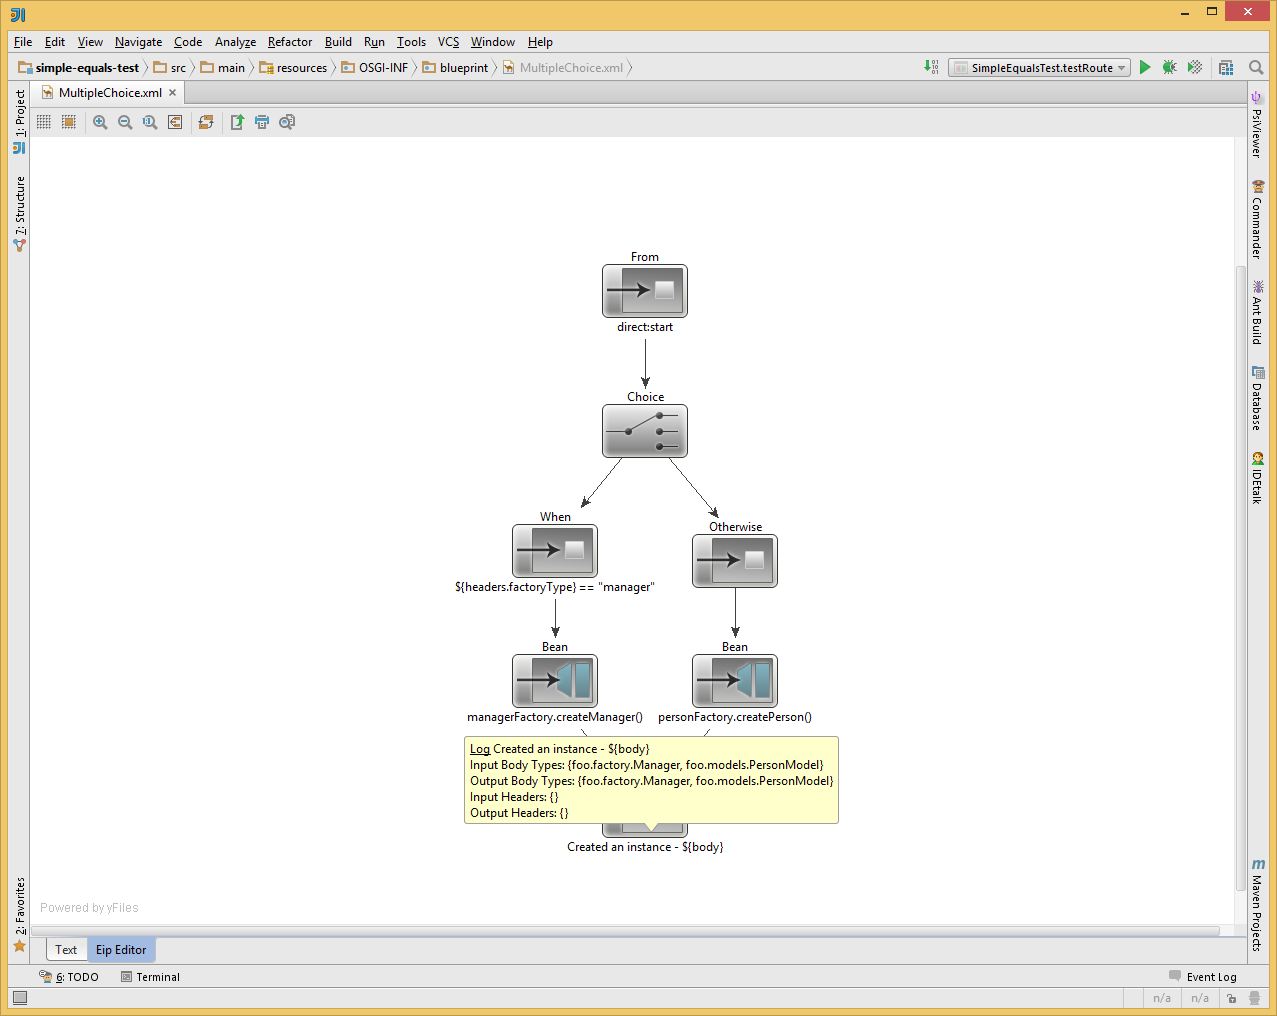 File Edit View Navigate Code Analyze Refactor Build Run Tools VCS Window Help
simple-equals-test src main resources OSGI-INF blueprint MultipleChoice.xml SimpleEqualsTest.testRoute
MultipleChoice.xml
1: Project
7: Structure
2: Favorites
PsiViewer
Commander
Ant Build
Database
IDEtalk
Maven Projects
From
direct:start
Choice
When
Otherwise
${headers.factoryType} == "manager"
Bean Bean
managerFactory.createManager() personFactory.createPerson()
Log Created an instance - ${body}
Input Body Types: {foo.factory.Manager, foo.models.PersonModel}
Output Body Types: {foo.factory.Manager, foo.models.PersonModel}
Input Headers: {}
Output Headers: {}
Created an instance - ${body}
Powered by yFiles
Text Eip Editor
6: TODO Terminal Event Log
n/a n/a